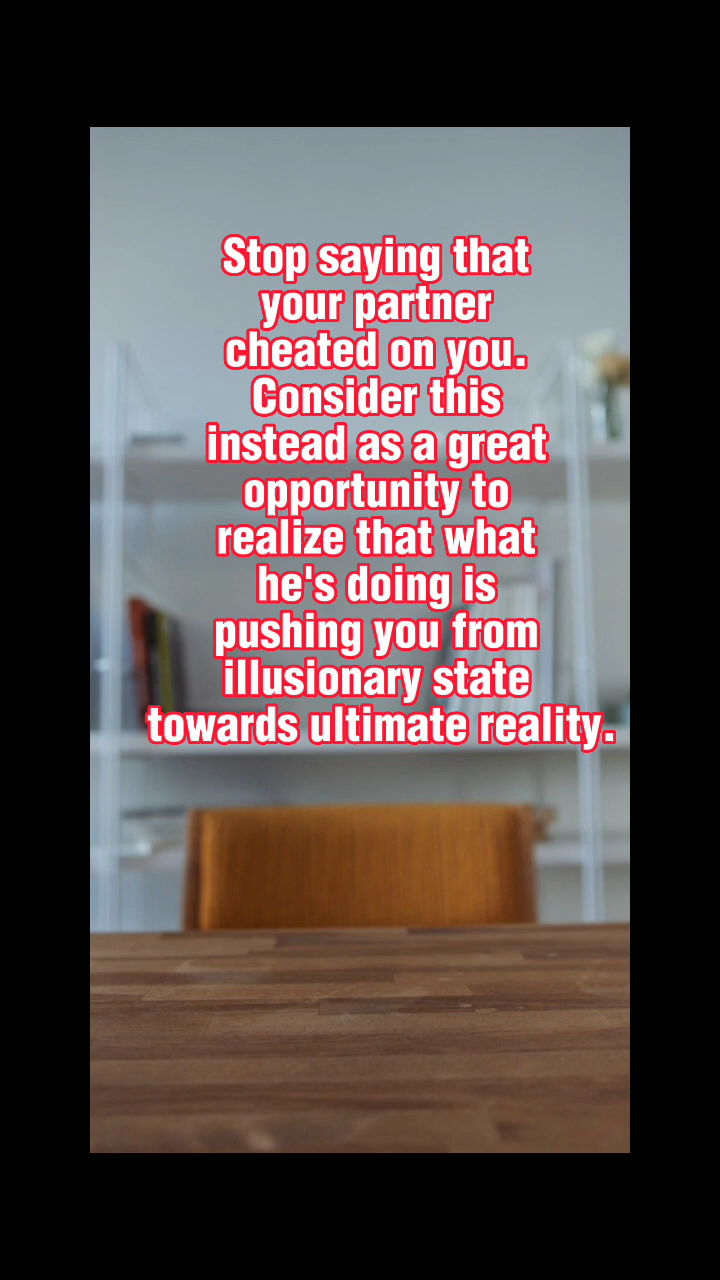 Stop saying that
your partner
cheated on you.
Consider this
instead as a great
opportunity to
realize that what
he's doing is
pushing you from
illusionary state
towards ultimate reality.